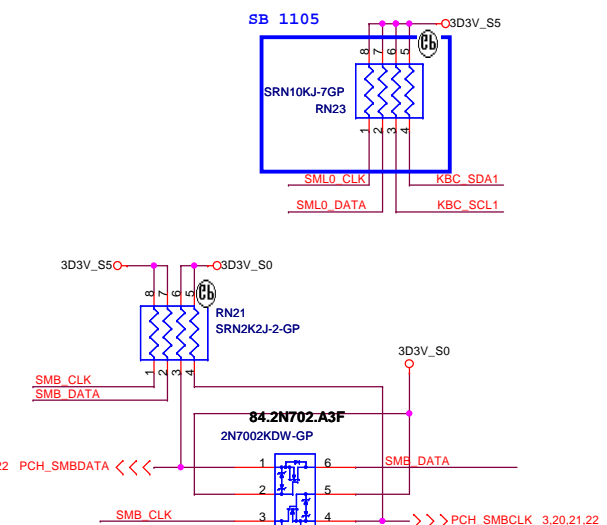 SB 1105
3D3V_S5
8 7 6 5
SRN10KJ-7GP
RN23
1 2 3 4
SML0_CLK KBC_SDA1
SML0_DATA KBC_SCL1
3D3V_S5 3D3V_S0
8 7 6 5
RN21
SRN2K2J-2-GP
3D3V_S0
1 2 3 4
SMB_CLK
SMB_DATA
84.2N702.A3F
2N7002KDW-GP
22 PCH_SMBDATA 1 6 SMB_DATA
2 5
SMB_CLK 3 4 PCH_SMBCLK 3,20,21,22